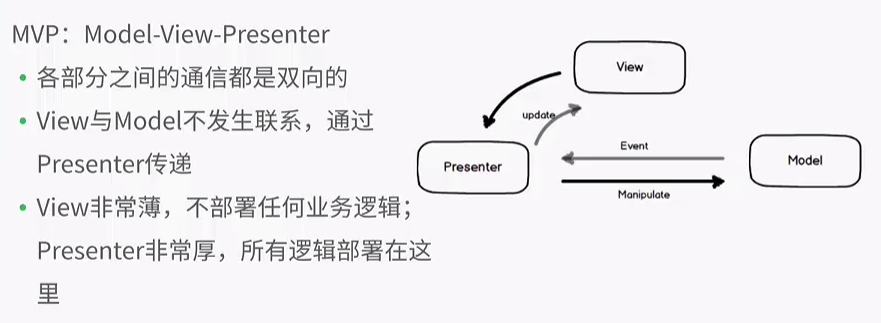 MVP：Model-View-Presenter
• 各部分之间的通信都是双向的
• View与Model不发生联系，通过
Presenter传递
• View非常薄，不部署任何业务逻辑；
Presenter非常厚，所有逻辑部署在这
里
View
update
Presenter
Event
Manipulate
Model